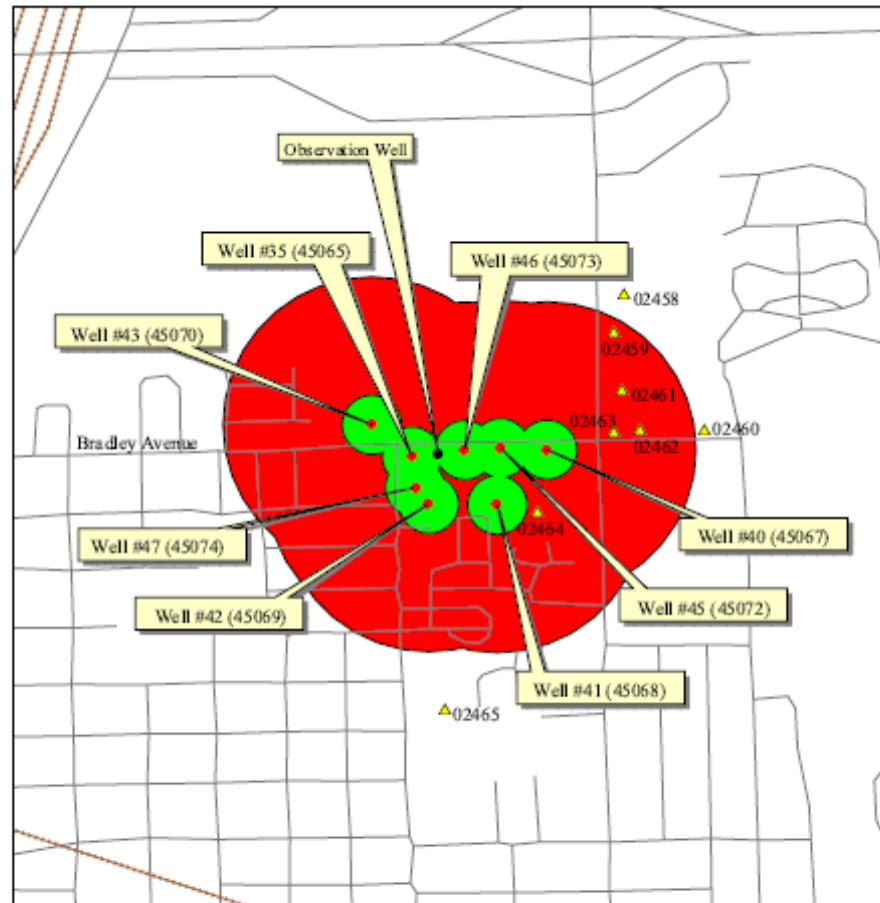 Observation Well
Well #35 (45065)
Well #46 (45073)
02458
Well #43 (45070)
02459
02461
02463
02460
Bradley Avenue
02462
02464
Well #47 (45074)
Well #40 (45067)
Well #42 (45069)
Well #45 (45072)
Well #41 (45068)
02465